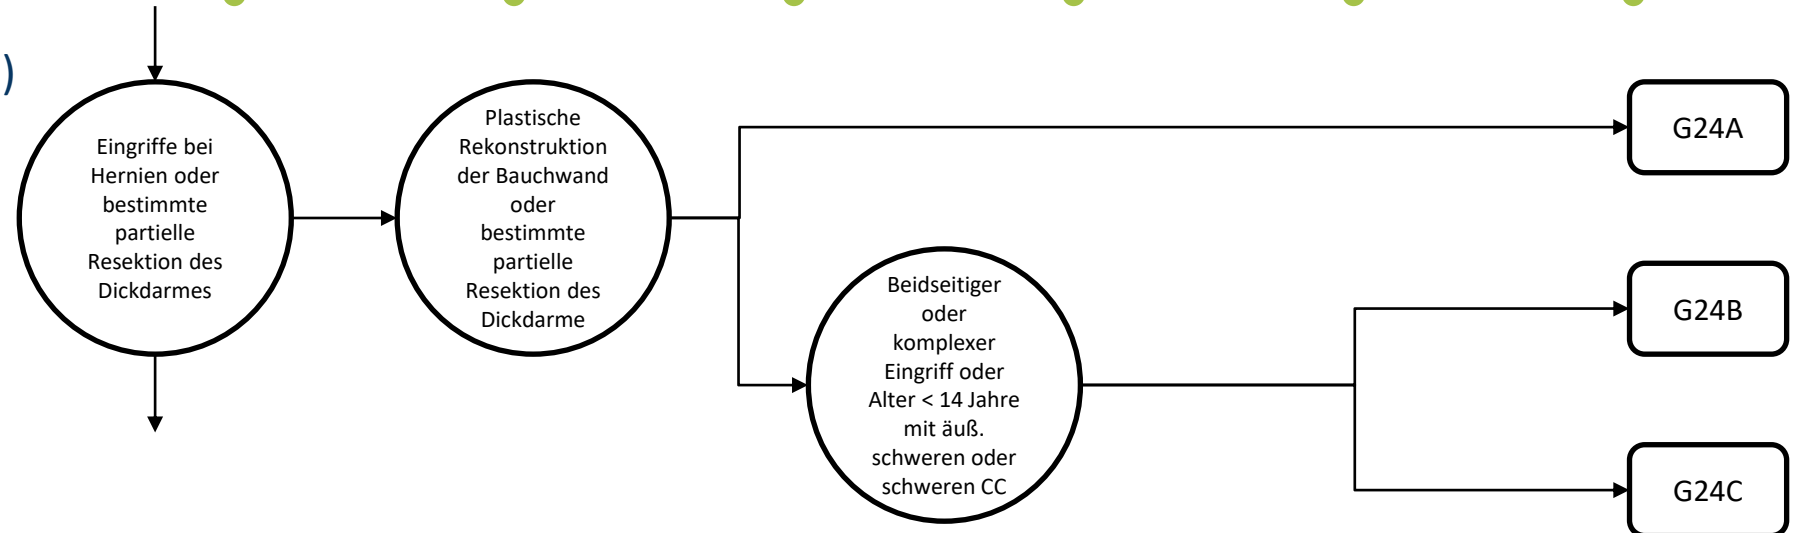 )
Eingriffe bei
Hernien oder
bestimmte
partielle
Resektion des
Dickdarmes
Plastische
Rekonstruktion
der Bauchwand
oder
bestimmte
partielle
Resektion des
Dickdarme
Beidseitiger
oder
komplexer
Eingriff oder
Alter < 14 Jahre
mit äuß.
schweren oder
schweren CC
G24A
G24B
G24C